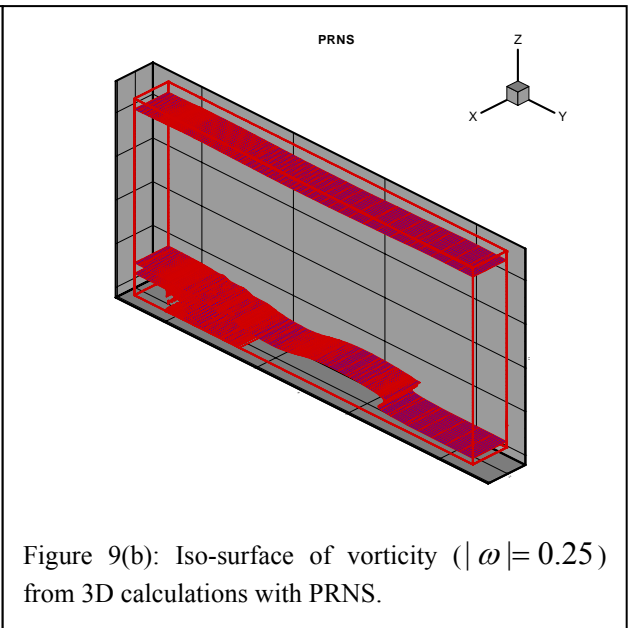 PRNS
Z
X
Y
Figure 9(b): Iso-surface of vorticity (| ω |= 0.25)
from 3D calculations with PRNS.